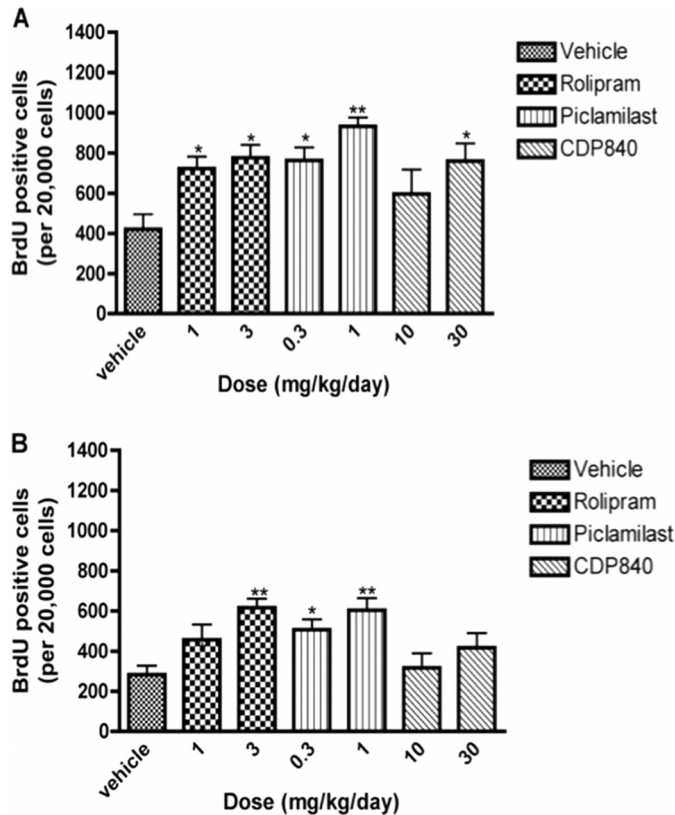 A
BrdU positive cells
(per 20,000 cells)
1400
1200
1000
800
600
400
200
0
* * * ** *
vehicle 1 3 0.3 1 10 30
Dose (mg/kg/day)
Vehicle
Rolipram
Piclamilast
CDP840
B
BrdU positive cells
(per 20,000 cells)
1400
1200
1000
800
600
400
200
0
** * **
vehicle 1 3 0.3 1 10 30
Dose (mg/kg/day)
Vehicle
Rolipram
Piclamilast
CDP840